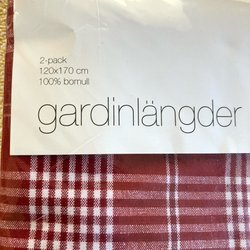 2-pack
120x170 cm
100% bomull
gardinlängder